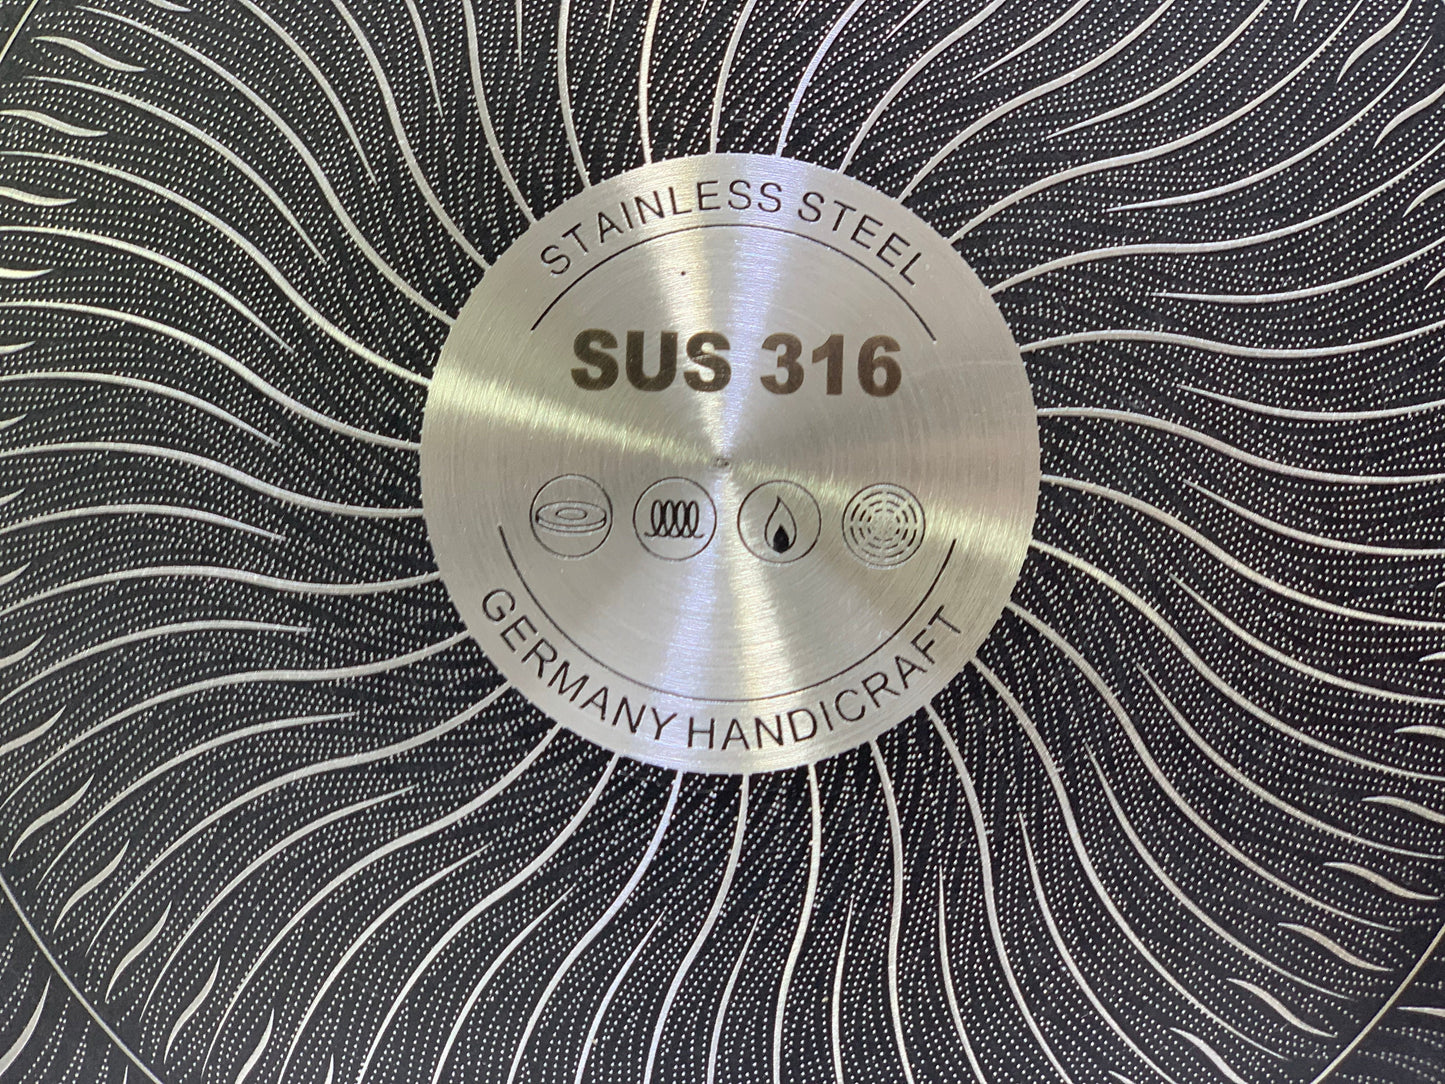 STAINLESS STEEL
SUS 316
GERMANY HANDICRAFT